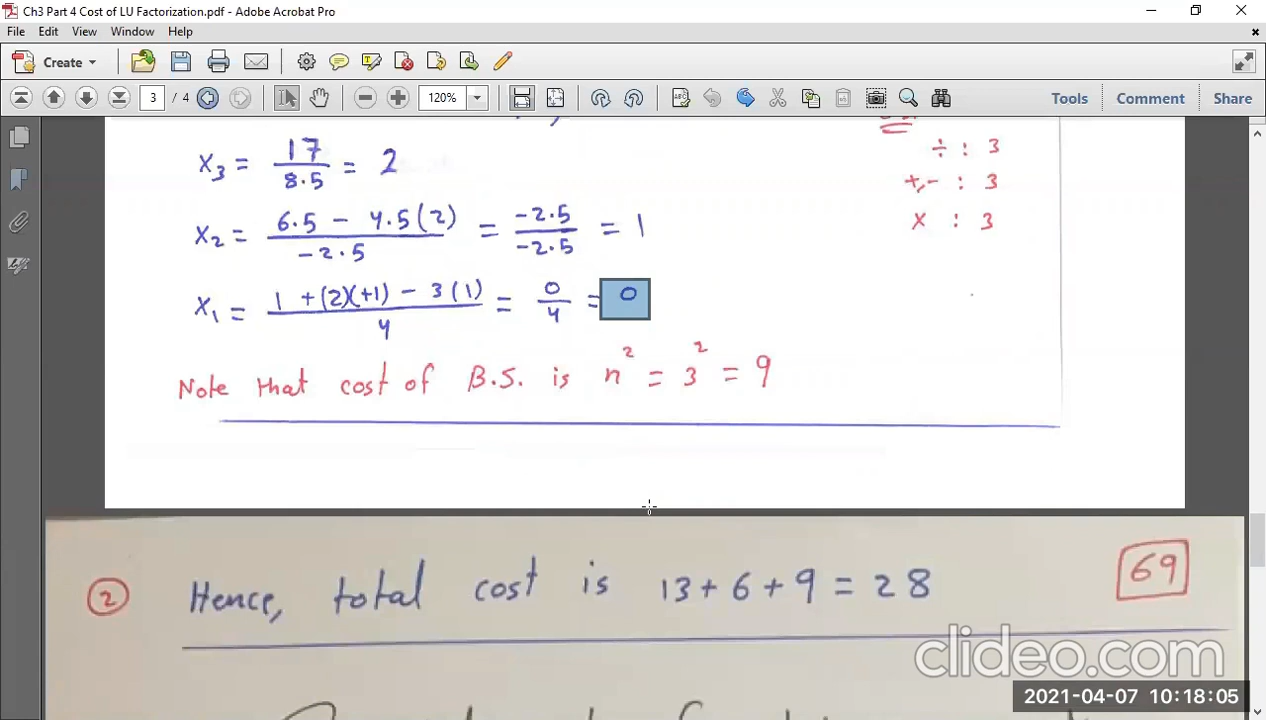 Ch3 Part 4 Cost of LU Factorization.pdf - Adobe Acrobat Pro
File Edit View Window Help
Create
3 / 4 120% Tools Comment Share
÷ : 3
x₃ = 17/8.5 = 2
+,- : 3
x₂ = (6.5 - 4.5(2))/-2.5 = -2.5/-2.5 = 1
x : 3
x₁ = (1 + (2)(+1) - 3(1))/4 = 0/4 = 0
Note that cost of B.S. is n² = 3² = 9
69
2 Hence, total cost is 13 + 6 + 9 = 28
clideo.com
2021-04-07 10:18:05